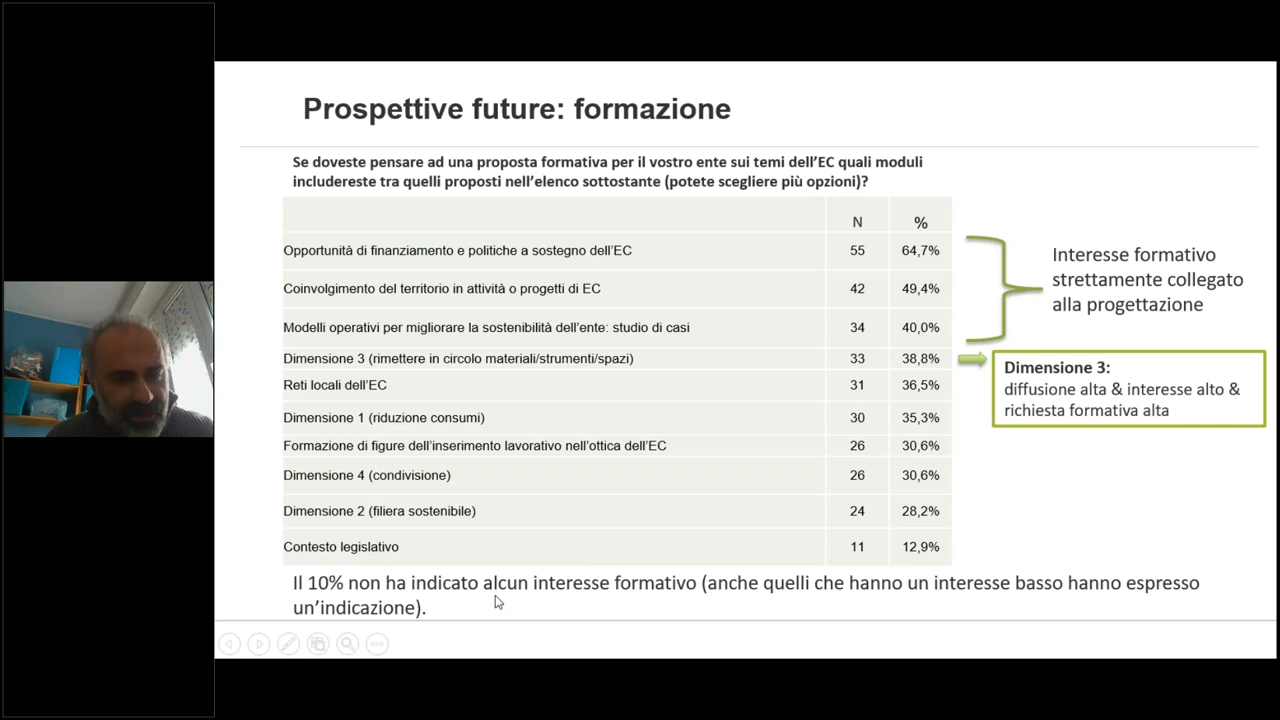 Prospettive future: formazione
Se doveste pensare ad una proposta formativa per il vostro ente sui temi dell'EC quali moduli
includereste tra quelli proposti nell'elenco sottostante (potete scegliere più opzioni)?
N %
Opportunità di finanziamento e politiche a sostegno dell'EC 55 64,7%
Coinvolgimento del territorio in attività o progetti di EC 42 49,4%
Modelli operativi per migliorare la sostenibilità dell'ente: studio di casi 34 40,0%
Dimensione 3 (rimettere in circolo materiali/strumenti/spazi) 33 38,8%
Reti locali dell'EC 31 36,5%
Dimensione 1 (riduzione consumi) 30 35,3%
Formazione di figure dell'inserimento lavorativo nell'ottica dell'EC 26 30,6%
Dimensione 4 (condivisione) 26 30,6%
Dimensione 2 (filiera sostenibile) 24 28,2%
Contesto legislativo 11 12,9%
Interesse formativo
strettamente collegato
alla progettazione
Dimensione 3:
diffusione alta & interesse alto &
richiesta formativa alta
Il 10% non ha indicato alcun interesse formativo (anche quelli che hanno un interesse basso hanno espresso
un'indicazione).